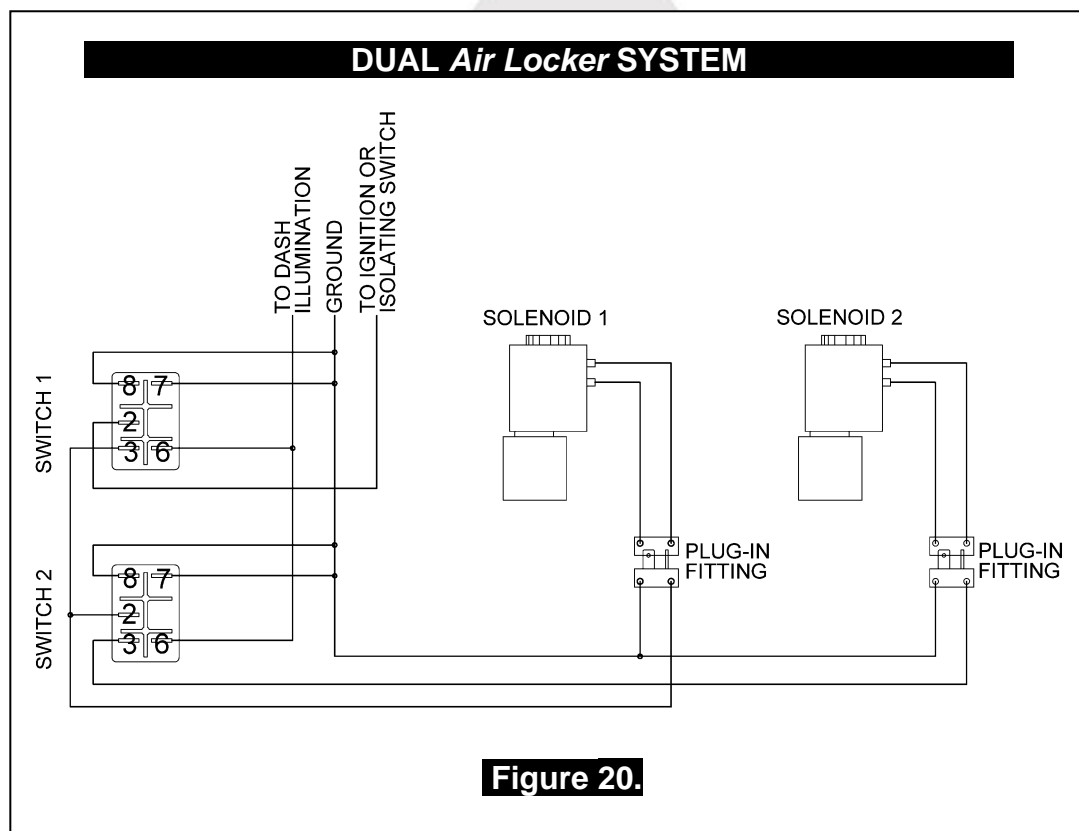 DUAL Air Locker SYSTEM
TO DASH
ILLUMINATION
GROUND
TO IGNITION OR
ISOLATING SWITCH
SOLENOID 1
SOLENOID 2
SWITCH 1
8 7
2
3 6
SWITCH 2
8 7
2
3 6
PLUG-IN
FITTING
PLUG-IN
FITTING
Figure 20.